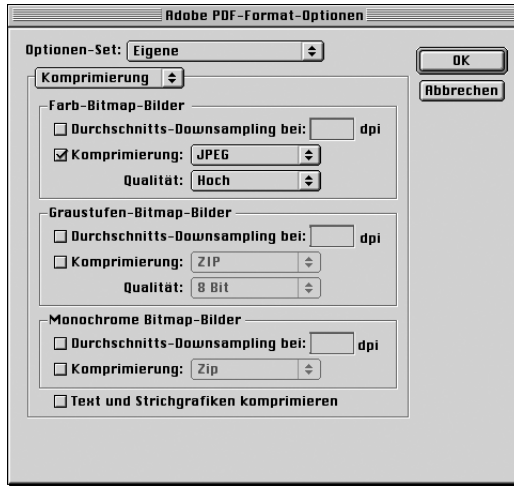 Adobe PDF-Format-Optionen
Optionen-Set: Eigene
OK
Komprimierung
Abbrechen
Farb-Bitmap-Bilder
Durchschnitts-Downsampling bei: dpi
Komprimierung: JPEG
Qualität: Hoch
Graustufen-Bitmap-Bilder
Durchschnitts-Downsampling bei: dpi
Komprimierung: ZIP
Qualität: 8 Bit
Monochrome Bitmap-Bilder
Durchschnitts-Downsampling bei: dpi
Komprimierung: Zip
Text und Strichgrafiken komprimieren